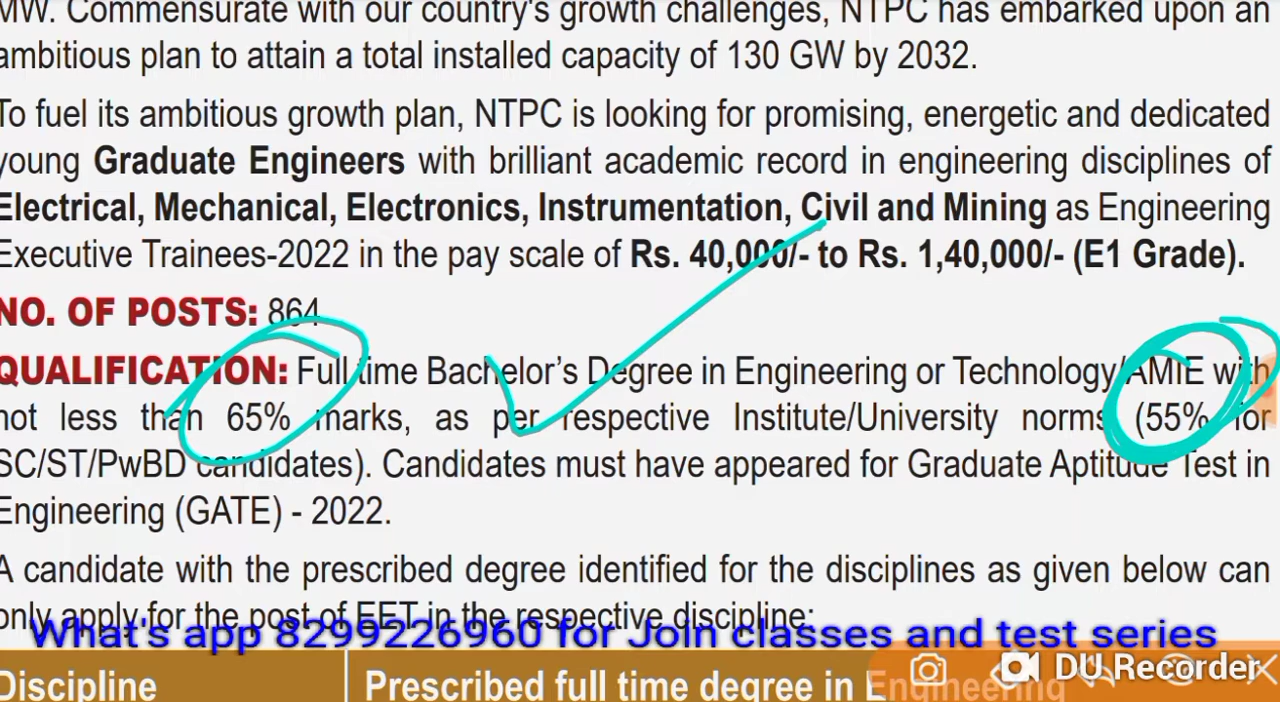 MW. Commensurate with our country's growth challenges, NTPC has embarked upon an
ambitious plan to attain a total installed capacity of 130 GW by 2032.
To fuel its ambitious growth plan, NTPC is looking for promising, energetic and dedicated
young Graduate Engineers with brilliant academic record in engineering disciplines of
Electrical, Mechanical, Electronics, Instrumentation, Civil and Mining as Engineering
Executive Trainees-2022 in the pay scale of Rs. 40,000/- to Rs. 1,40,000/- (E1 Grade).
NO. OF POSTS: 864
QUALIFICATION: Full time Bachelor's Degree in Engineering or Technology/AMIE with
not less than 65% marks, as per respective Institute/University norms (55% for
SC/ST/PwBD candidates). Candidates must have appeared for Graduate Aptitude Test in
Engineering (GATE) - 2022.
A candidate with the prescribed degree identified for the disciplines as given below can
only apply for the post of EET in the respective discipline:
What's app 8299226960 for Join classes and test series
Discipline Prescribed full time degree in Engineering
DU Recorder